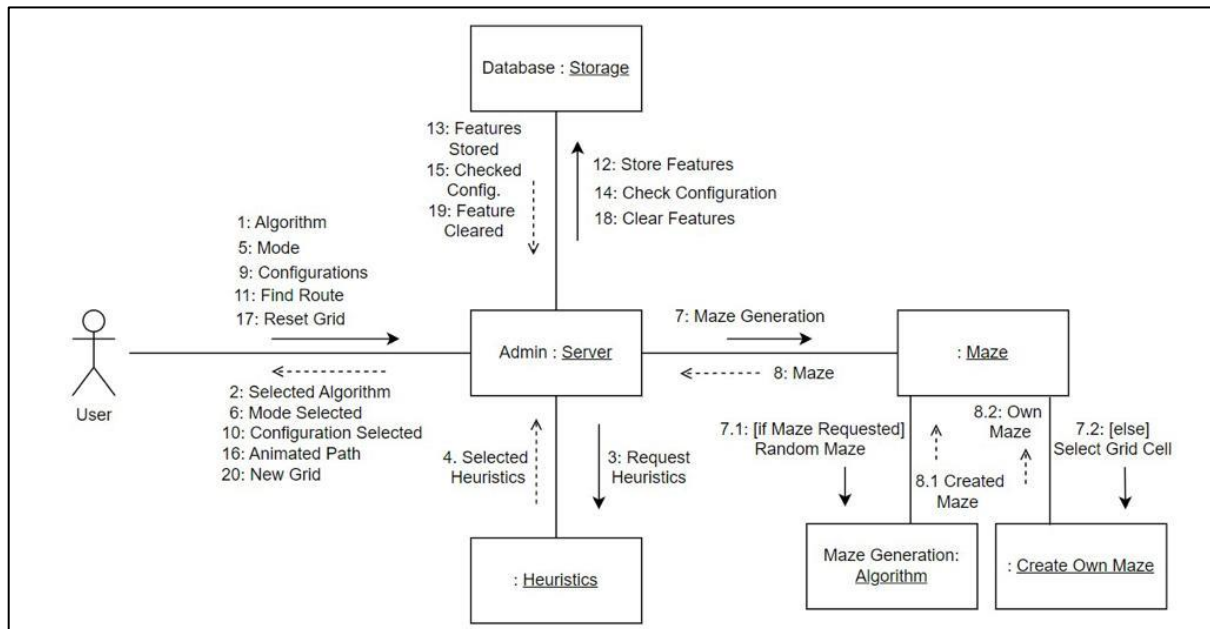 Database : Storage
13: Features
Stored
15: Checked
Config.
19: Feature
Cleared
12: Store Features
14: Check Configuration
18: Clear Features
1: Algorithm
5: Mode
9: Configurations
11: Find Route
17: Reset Grid
User
2: Selected Algorithm
6: Mode Selected
10: Configuration Selected
16: Animated Path
20: New Grid
Admin : Server
7: Maze Generation
8: Maze
: Maze
4. Selected
Heuristics
3: Request
Heuristics
: Heuristics
7.1: [if Maze Requested]
Random Maze
8.1 Created
Maze
8.2: Own
Maze
7.2: [else]
Select Grid Cell
Maze Generation:
Algorithm
: Create Own Maze